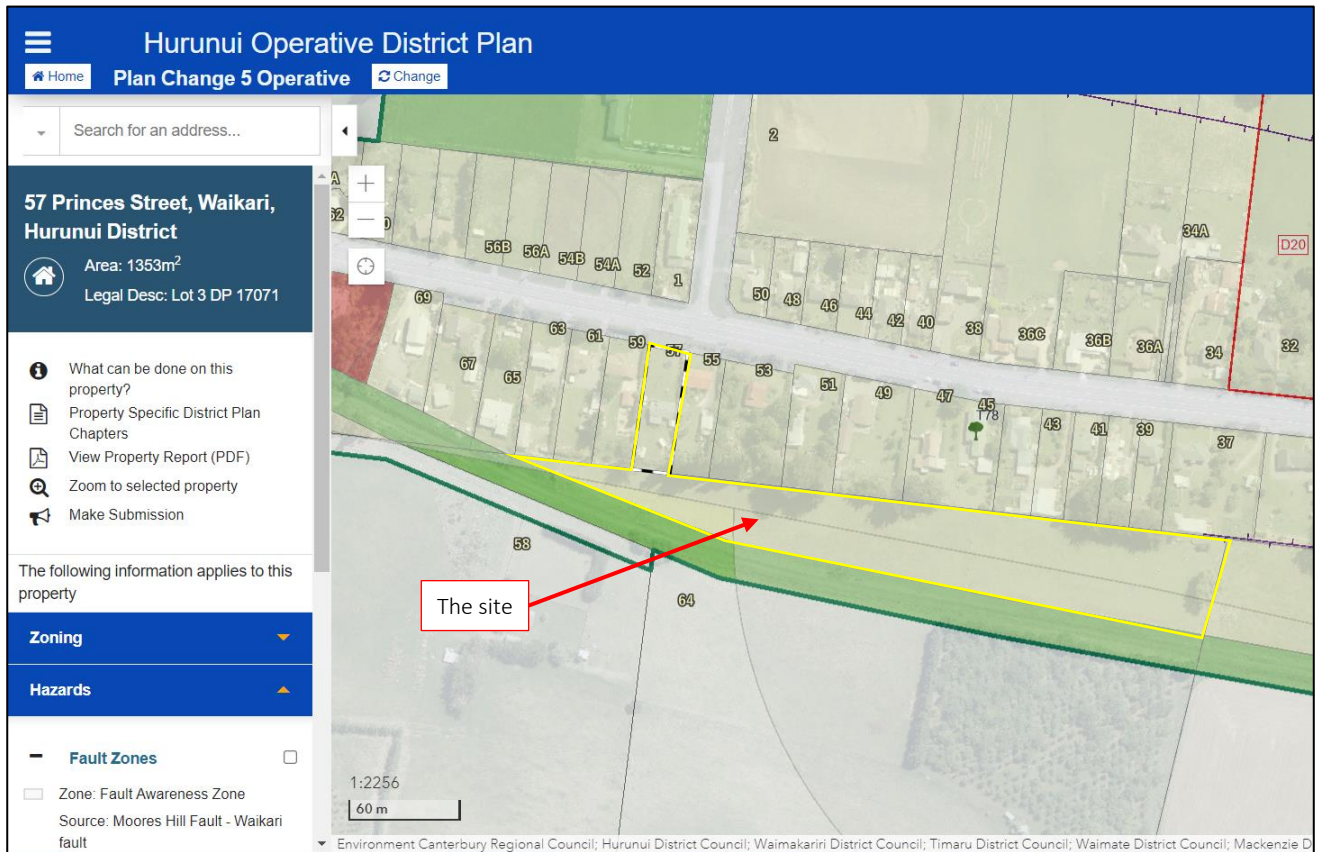 Hurunui Operative District Plan
Home
Plan Change 5 Operative
Change
Search for an address...
57 Princes Street, Waikari,
Hurunui District
Area: 1353m²
Legal Desc: Lot 3 DP 17071
What can be done on this
property?
Property Specific District Plan
Chapters
View Property Report (PDF)
Zoom to selected property
Make Submission
The following information applies to this
property
Zoning
Hazards
Fault Zones
Zone: Fault Awareness Zone
Source: Moores Hill Fault - Waikari
fault
2
34A
D20
56B 56A 54B 54A 52 1
50 48 46 44 42 40 38 36C 36B 36A 34 32
69 63 61 59 57 55 53 51 49 47 45 43 41 39 37
T78
67 65
58
64
The site
1:2256
60 m
Environment Canterbury Regional Council; Hurunui District Council; Waimakariri District Council; Timaru District Council; Waimate District Council; Mackenzie D